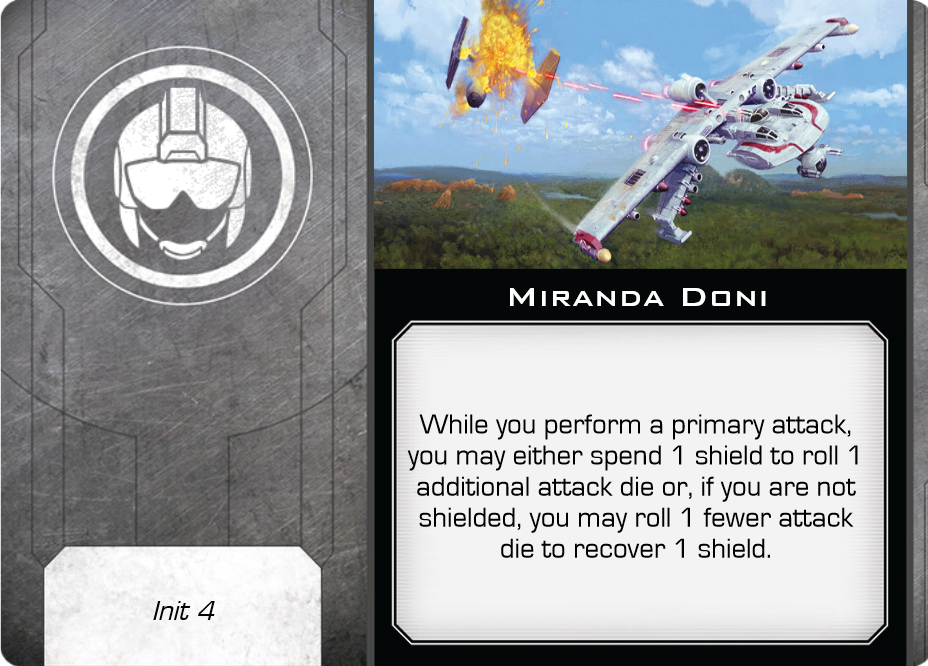 Miranda Doni
While you perform a primary attack,
you may either spend 1 shield to roll 1
additional attack die or, if you are not
shielded, you may roll 1 fewer attack
die to recover 1 shield.
Init 4